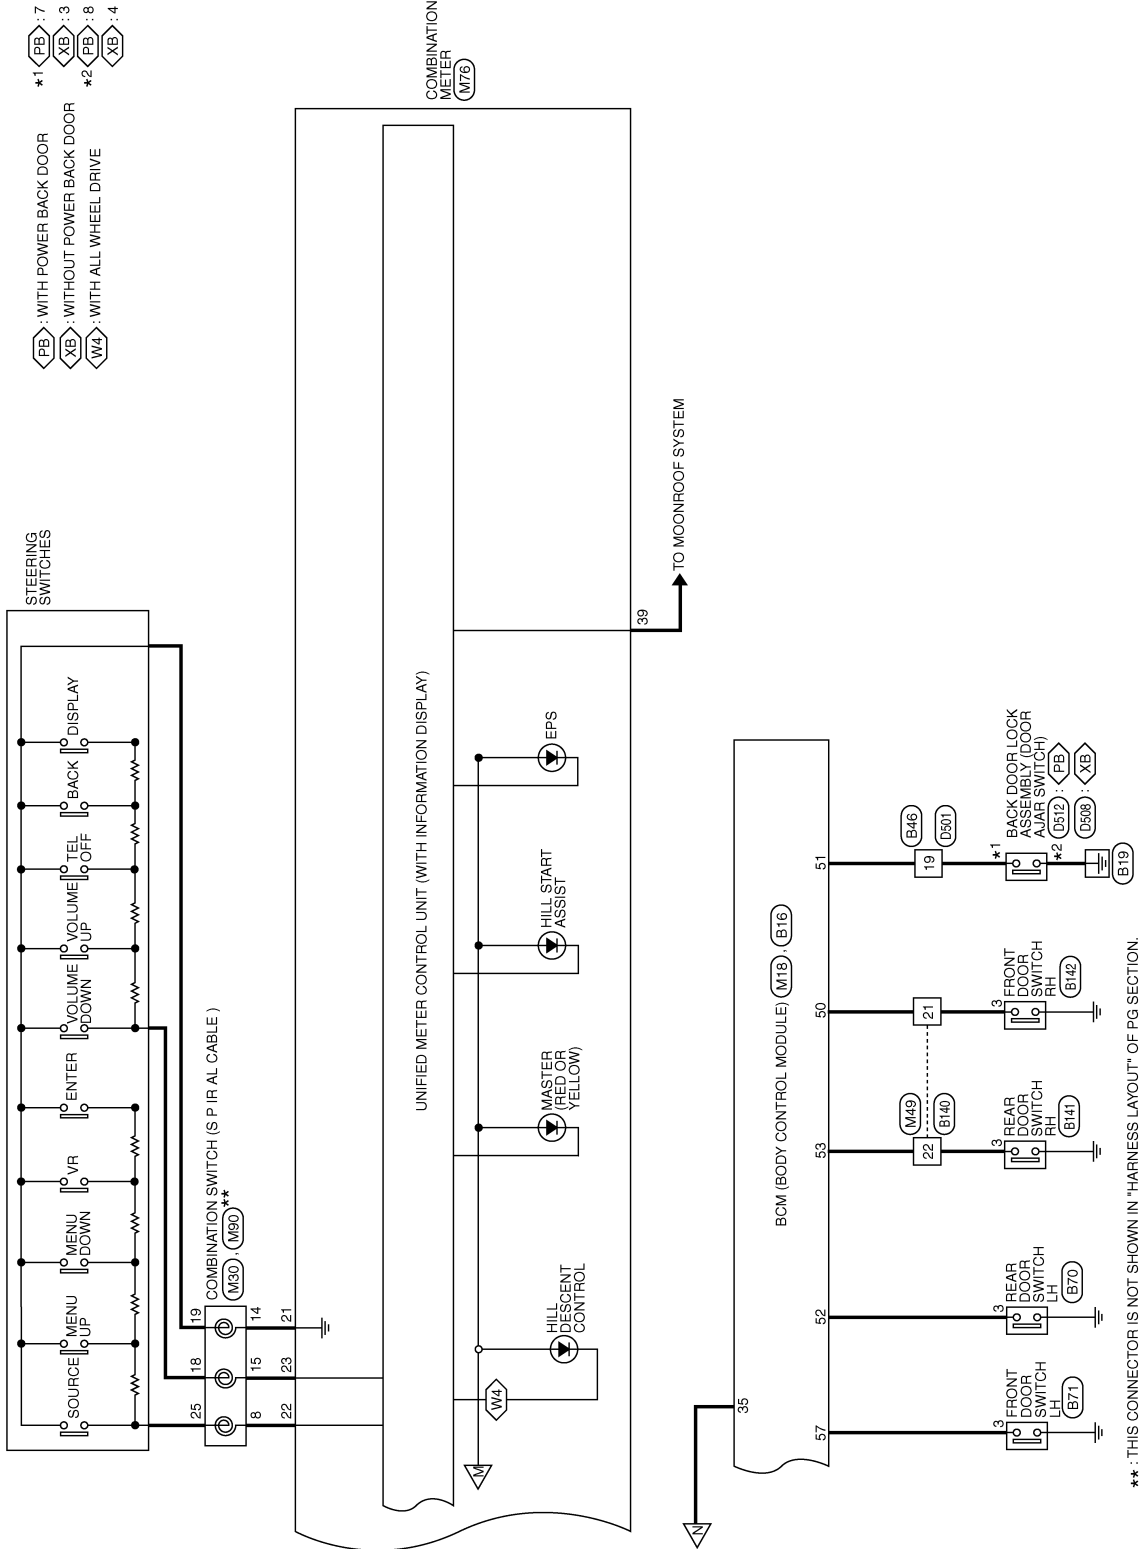 PB : WITH POWER BACK DOOR
XB : WITHOUT POWER BACK DOOR
W4 : WITH ALL WHEEL DRIVE
*1 PB : 7
XB : 3
*2 PB : 8
XB : 4
STEERING
SWITCHES
SOURCE
MENU
UP
MENU
DOWN
VR
ENTER
VOLUME
DOWN
VOLUME
UP
TEL
OFF
BACK
DISPLAY
25
18
19
COMBINATION SWITCH (S P IR AL CABLE )
M30 , M90 **
8
15
14
22
23
21
COMBINATION
METER
M76
UNIFIED METER CONTROL UNIT (WITH INFORMATION DISPLAY)
M
W4
HILL
DESCENT
CONTROL
MASTER
(RED OR
YELLOW)
HILL START
ASSIST
EPS
39
TO MOONROOF SYSTEM
N
35
BCM (BODY CONTROL MODULE) M18 , B16
57
52
53
50
51
M49
B140
22
21
B46
D501
19
3
FRONT
DOOR
SWITCH
LH
B71
3
REAR
DOOR
SWITCH
LH
B70
3
REAR
DOOR
SWITCH
RH
B141
3
FRONT
DOOR
SWITCH
RH
B142
*1
*2
BACK DOOR LOCK
ASSEMBLY (DOOR
AJAR SWITCH)
D512 : PB
D508 : XB
B19
** : THIS CONNECTOR IS NOT SHOWN IN "HARNESS LAYOUT" OF PG SECTION.